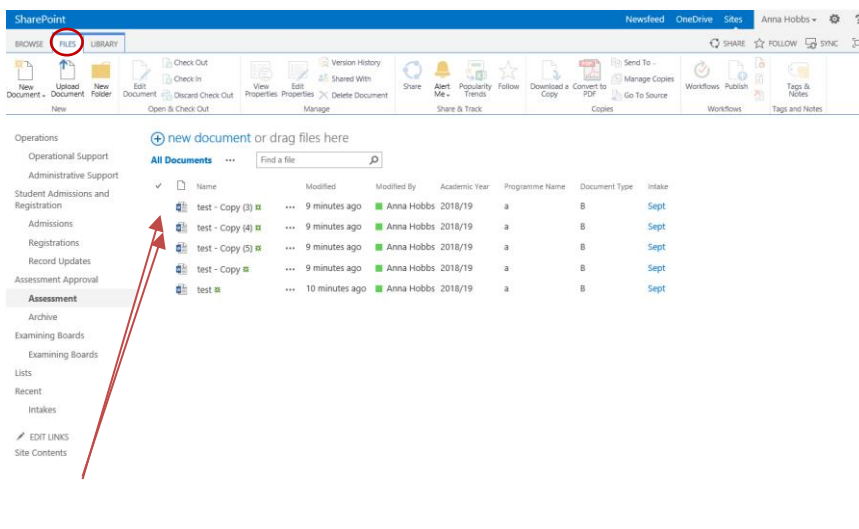 SharePoint
Newsfeed OneDrive Sites Anna Hobbs ?
BROWSE FILES LIBRARY
SHARE FOLLOW SYNC
New Document Upload Document New Folder
New
Edit Document Check Out
Check In
Discard Check Out
Open & Check Out
View Properties Edit Properties Version History
Shared With
Delete Document
Manage
Share Alert Me Popularity Trends Follow
Share & Track
Download a Copy Convert to PDF Send To
Manage Copies
Go To Source
Copies
Workflows Publish
Workflows
Tags & Notes
Tags and Notes
Operations
Operational Support
Administrative Support
Student Admissions and
Registration
Admissions
Registrations
Record Updates
Assessment Approval
Assessment
Archive
Examining Boards
Examining Boards
Lists
Recent
Intakes
EDIT LINKS
Site Contents
new document or drag files here
All Documents ... Find a file
Name Modified Modified By Academic Year Programme Name Document Type Intake
test - Copy (3) ... 9 minutes ago Anna Hobbs 2018/19 a B Sept
test - Copy (4) ... 9 minutes ago Anna Hobbs 2018/19 a B Sept
test - Copy (5) ... 9 minutes ago Anna Hobbs 2018/19 a B Sept
test - Copy ... 9 minutes ago Anna Hobbs 2018/19 a B Sept
test ... 10 minutes ago Anna Hobbs 2018/19 a B Sept